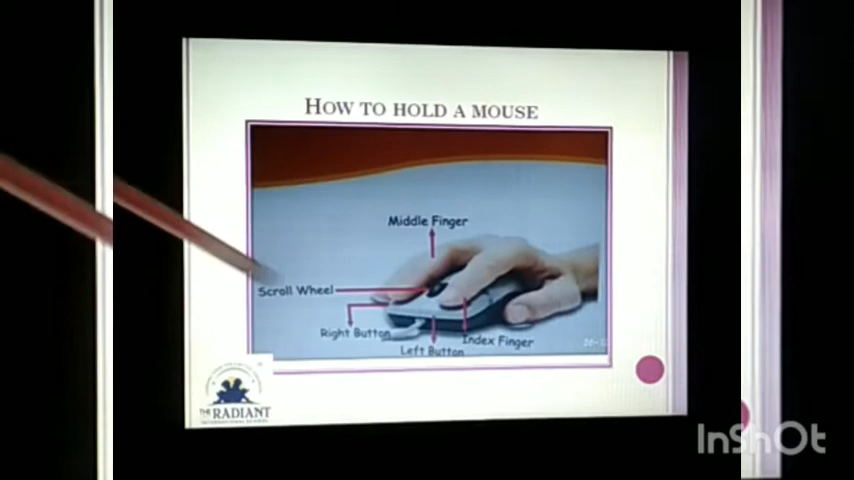 HOW TO HOLD A MOUSE
Middle Finger
Scroll Wheel
Right Button
Index Finger
Left Button
THE RADIANT
InShOt